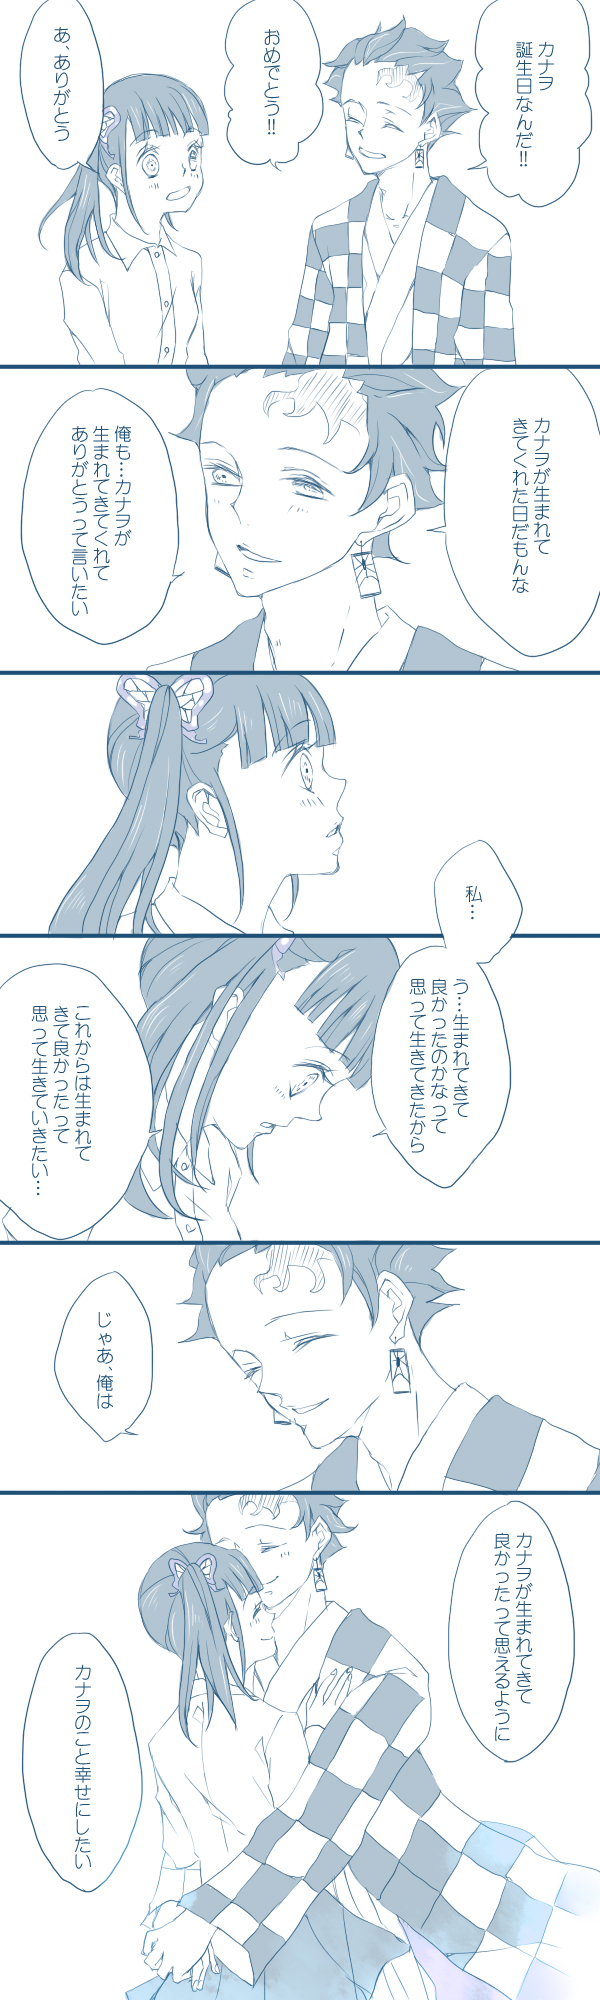 カナヲ
誕生日なんだ!!
おめでとう!!
あ、ありがとう
カナヲが生まれて
きてくれた日だもんな
俺も…カナヲが
生まれてきてくれて
ありがとうって言いたい
私…
う…生まれてきて
良かったのかなって
思って生きてきたから
これからは生まれて
きて良かったって
思って生きていきたい…
じゃあ、俺は
カナヲが生まれてきて
良かったって思えるように
カナヲのこと幸せにしたい